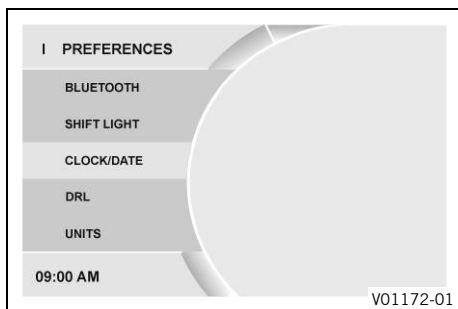 I PREFERENCES
BLUETOOTH
SHIFT LIGHT
CLOCK/DATE
DRL
UNITS
09:00 AM
V01172-01